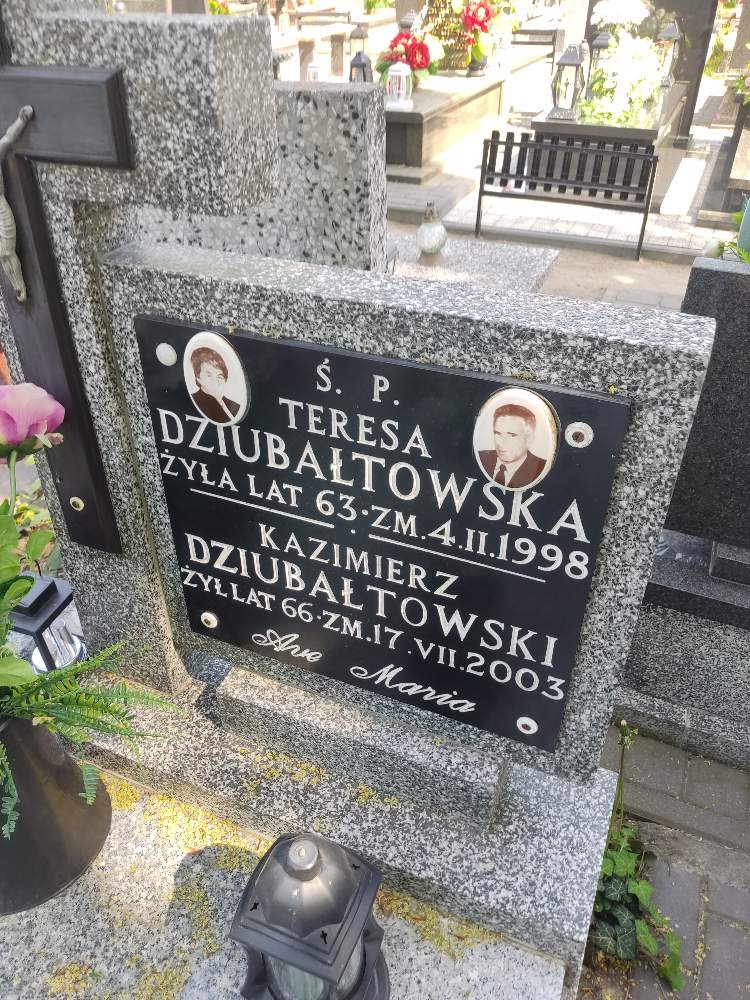 Ś. P.
TERESA
DZIUBAŁTOWSKA
ŻYŁA LAT 63·ZM.4.II.1998
KAZIMIERZ
DZIUBAŁTOWSKI
ŻYŁ LAT 66·ZM.17.VII.2003
Ave Maria